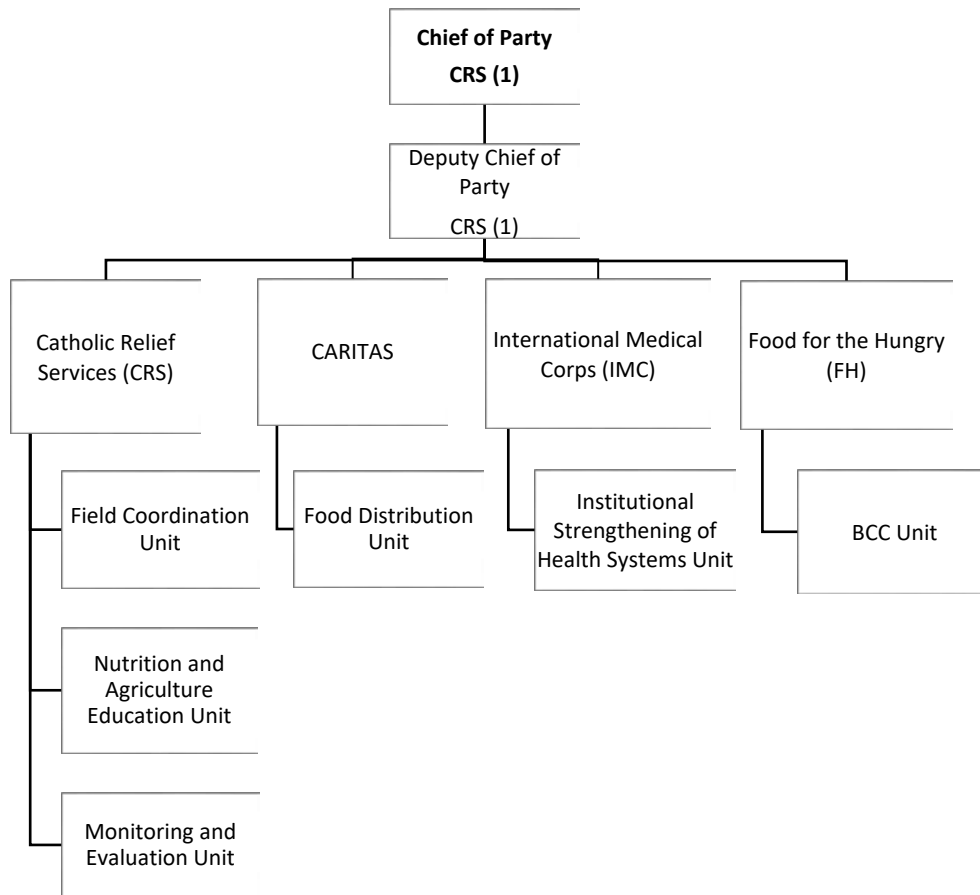 Chief of Party
CRS (1)
Deputy Chief of
Party
CRS (1)
Catholic Relief
Services (CRS)
CARITAS
International Medical
Corps (IMC)
Food for the Hungry
(FH)
Field Coordination
Unit
Food Distribution
Unit
Institutional
Strengthening of
Health Systems Unit
BCC Unit
Nutrition and
Agriculture
Education Unit
Monitoring and
Evaluation Unit